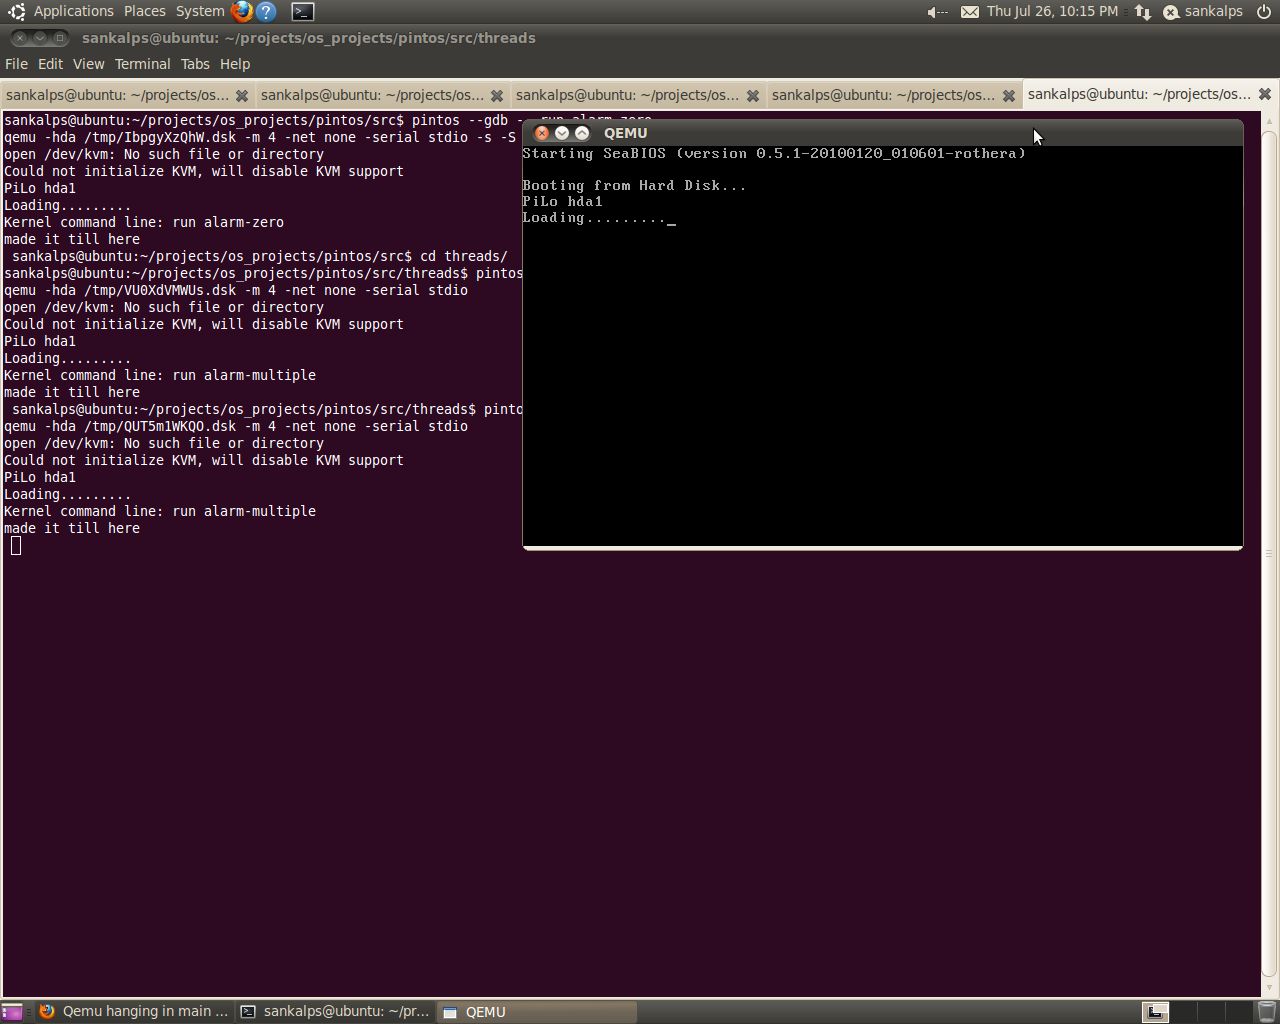 Applications Places System
Thu Jul 26, 10:15 PM
sankalps
sankalps@ubuntu: ~/projects/os_projects/pintos/src/threads
File Edit View Terminal Tabs Help
sankalps@ubuntu: ~/projects/os...
sankalps@ubuntu: ~/projects/os...
sankalps@ubuntu: ~/projects/os...
sankalps@ubuntu: ~/projects/os...
sankalps@ubuntu: ~/projects/os...
sankalps@ubuntu:~/projects/os_projects/pintos/src$ pintos --gdb -- run alarm-zero
qemu -hda /tmp/IbpgyXzQhW.dsk -m 4 -net none -serial stdio -s -S
open /dev/kvm: No such file or directory
Could not initialize KVM, will disable KVM support
PiLo hda1
Loading.........
Kernel command line: run alarm-zero
made it till here
sankalps@ubuntu:~/projects/os_projects/pintos/src$ cd threads/
sankalps@ubuntu:~/projects/os_projects/pintos/src/threads$ pintos
qemu -hda /tmp/VU0XdVMWUs.dsk -m 4 -net none -serial stdio
open /dev/kvm: No such file or directory
Could not initialize KVM, will disable KVM support
PiLo hda1
Loading.........
Kernel command line: run alarm-multiple
made it till here
sankalps@ubuntu:~/projects/os_projects/pintos/src/threads$ pinto
qemu -hda /tmp/QUT5m1WKQO.dsk -m 4 -net none -serial stdio
open /dev/kvm: No such file or directory
Could not initialize KVM, will disable KVM support
PiLo hda1
Loading.........
Kernel command line: run alarm-multiple
made it till here
QEMU
Starting SeaBIOS (version 0.5.1-20100120_010601-rothera)
Booting from Hard Disk...
PiLo hda1
Loading........._
Qemu hanging in main ...
sankalps@ubuntu: ~/pr...
QEMU